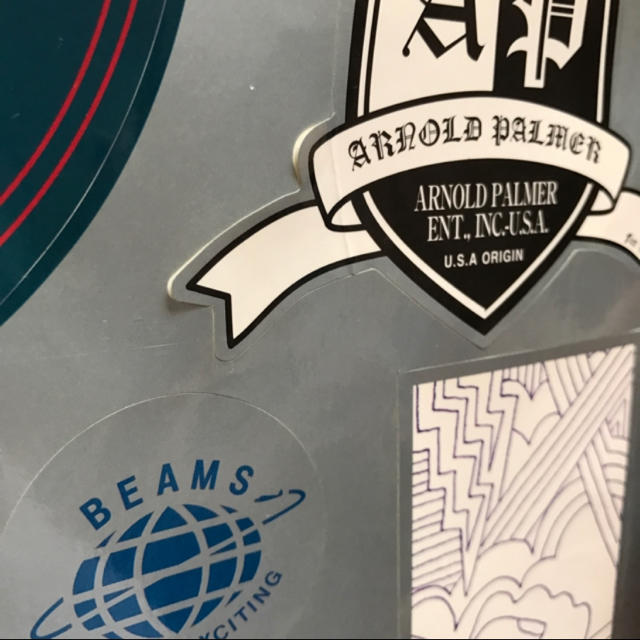 AP
ARNOLD PALMER
ARNOLD PALMER
ENT., INC.U.S.A.
U.S.A ORIGIN
BEAMS